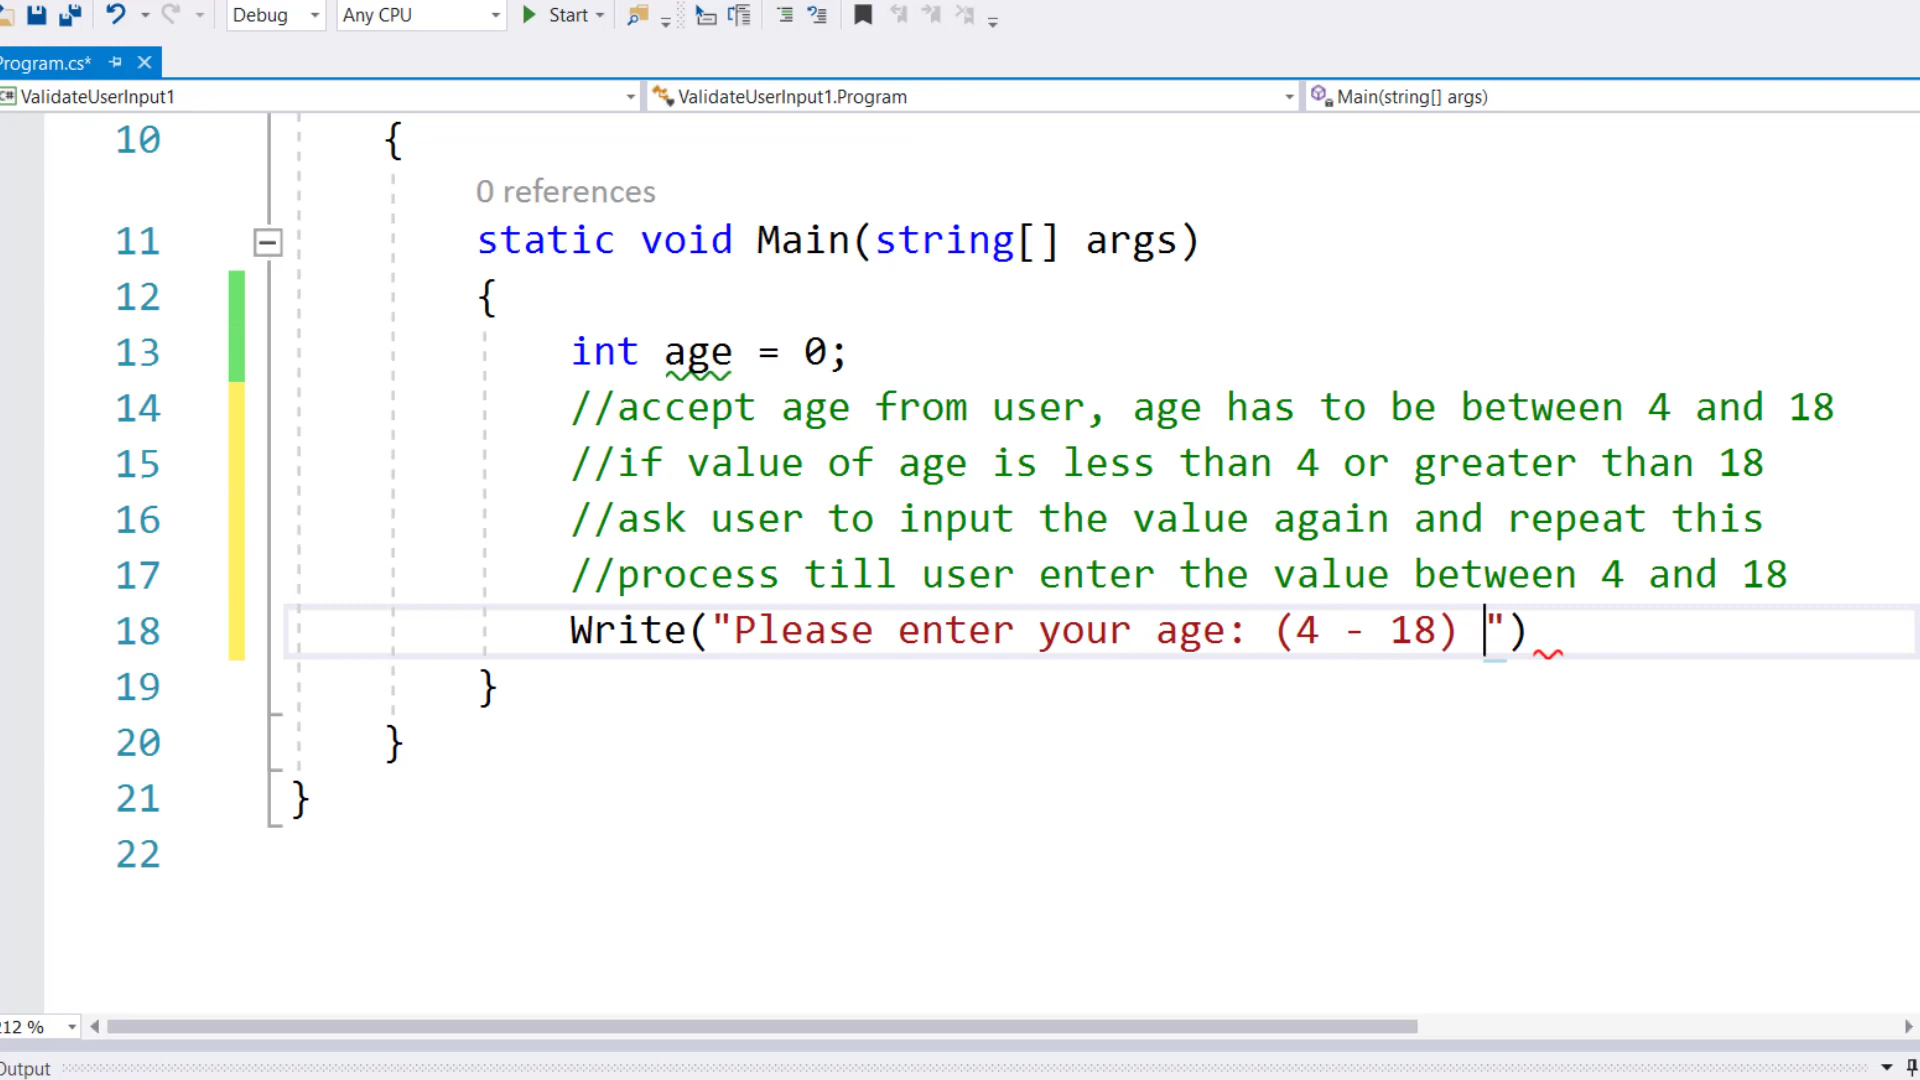 Debug Any CPU Start
Program.cs*
C# ValidateUserInput1 ValidateUserInput1.Program Main(string[] args)
10 {
0 references
11 static void Main(string[] args)
12 {
13 int age = 0;
14 //accept age from user, age has to be between 4 and 18
15 //if value of age is less than 4 or greater than 18
16 //ask user to input the value again and repeat this
17 //process till user enter the value between 4 and 18
18 Write("Please enter your age: (4 - 18) ")
19 }
20 }
21 }
22
212 %
Output